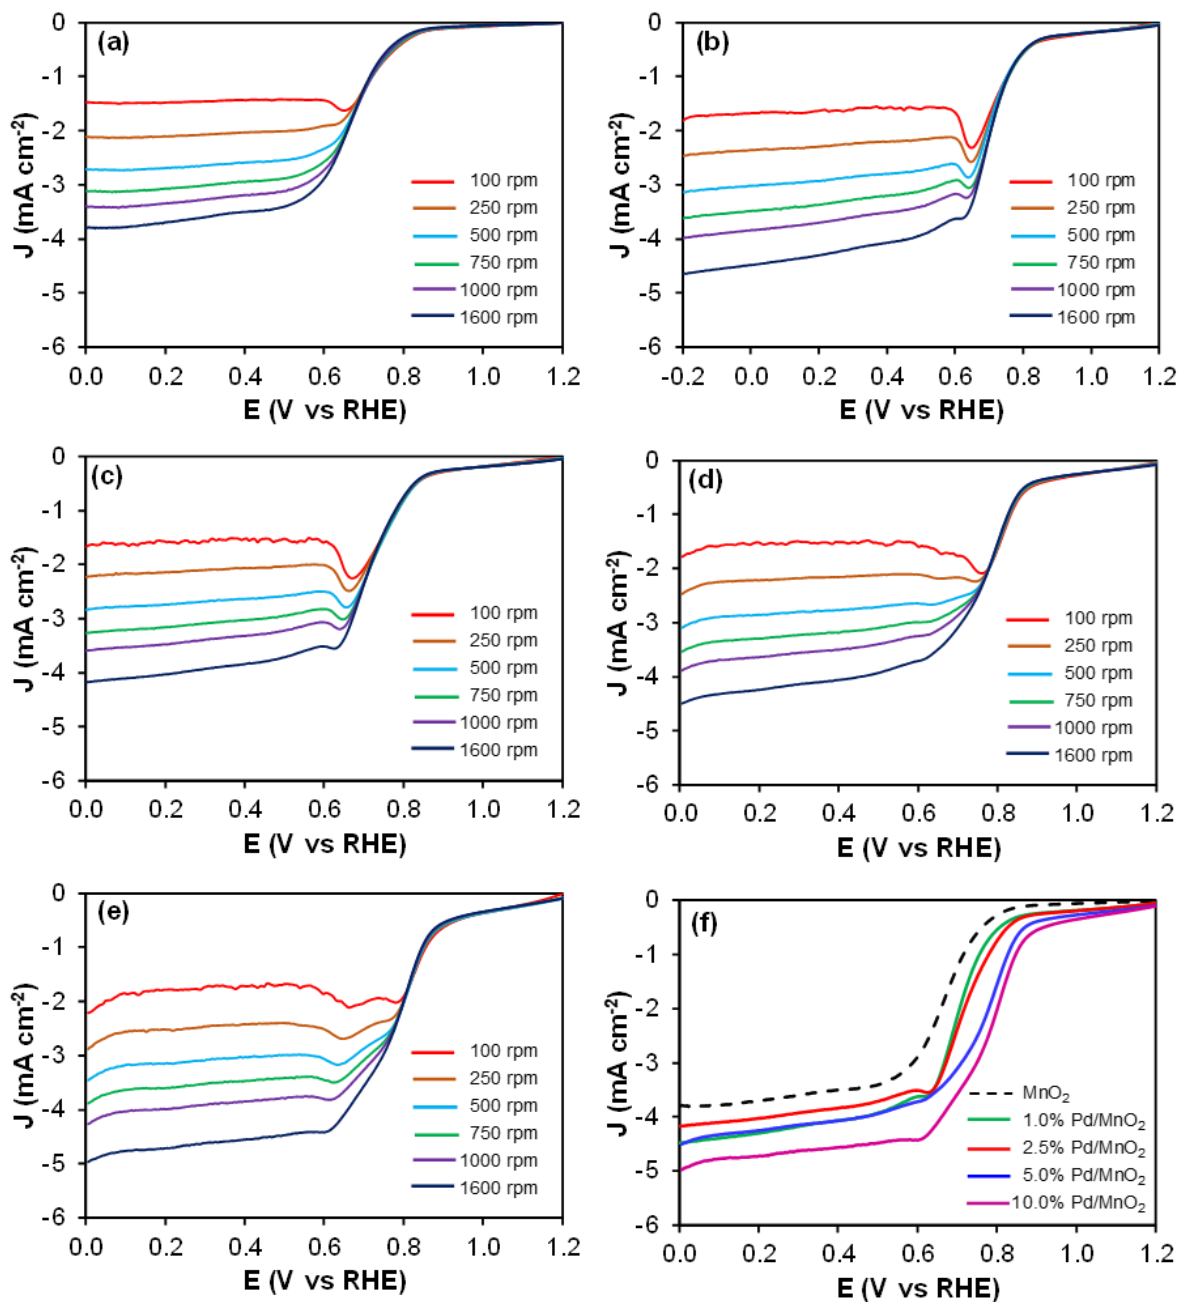 (a)
0
-1
-2
-3
-4
-5
-6
J (mA cm-2)
100 rpm
250 rpm
500 rpm
750 rpm
1000 rpm
1600 rpm
0.0 0.2 0.4 0.6 0.8 1.0 1.2
E (V vs RHE)
(b)
0
-1
-2
-3
-4
-5
-6
J (mA cm-2)
100 rpm
250 rpm
500 rpm
750 rpm
1000 rpm
1600 rpm
-0.2 0.0 0.2 0.4 0.6 0.8 1.0 1.2
E (V vs RHE)
(c)
0
-1
-2
-3
-4
-5
-6
J (mA cm-2)
100 rpm
250 rpm
500 rpm
750 rpm
1000 rpm
1600 rpm
0.0 0.2 0.4 0.6 0.8 1.0 1.2
E (V vs RHE)
(d)
0
-1
-2
-3
-4
-5
-6
J (mA cm-2)
100 rpm
250 rpm
500 rpm
750 rpm
1000 rpm
1600 rpm
0.0 0.2 0.4 0.6 0.8 1.0 1.2
E (V vs RHE)
(e)
0
-1
-2
-3
-4
-5
-6
J (mA cm-2)
100 rpm
250 rpm
500 rpm
750 rpm
1000 rpm
1600 rpm
0.0 0.2 0.4 0.6 0.8 1.0 1.2
E (V vs RHE)
(f)
0
-1
-2
-3
-4
-5
-6
J (mA cm-2)
MnO2
1.0% Pd/MnO2
2.5% Pd/MnO2
5.0% Pd/MnO2
10.0% Pd/MnO2
0.0 0.2 0.4 0.6 0.8 1.0 1.2
E (V vs RHE)